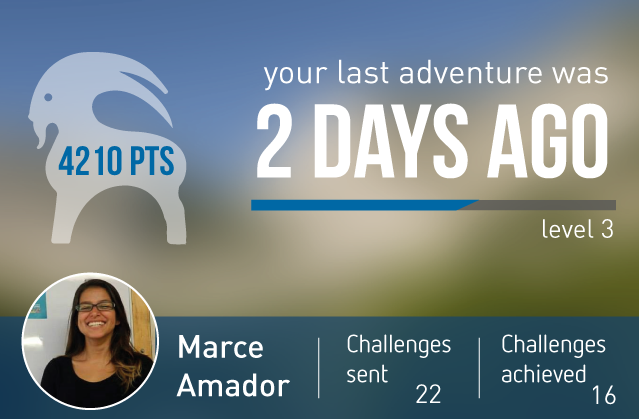 your last adventure was
4210 PTS
2 DAYS AGO
level 3
Marce
Amador
Challenges
sent
22
Challenges
achieved
16